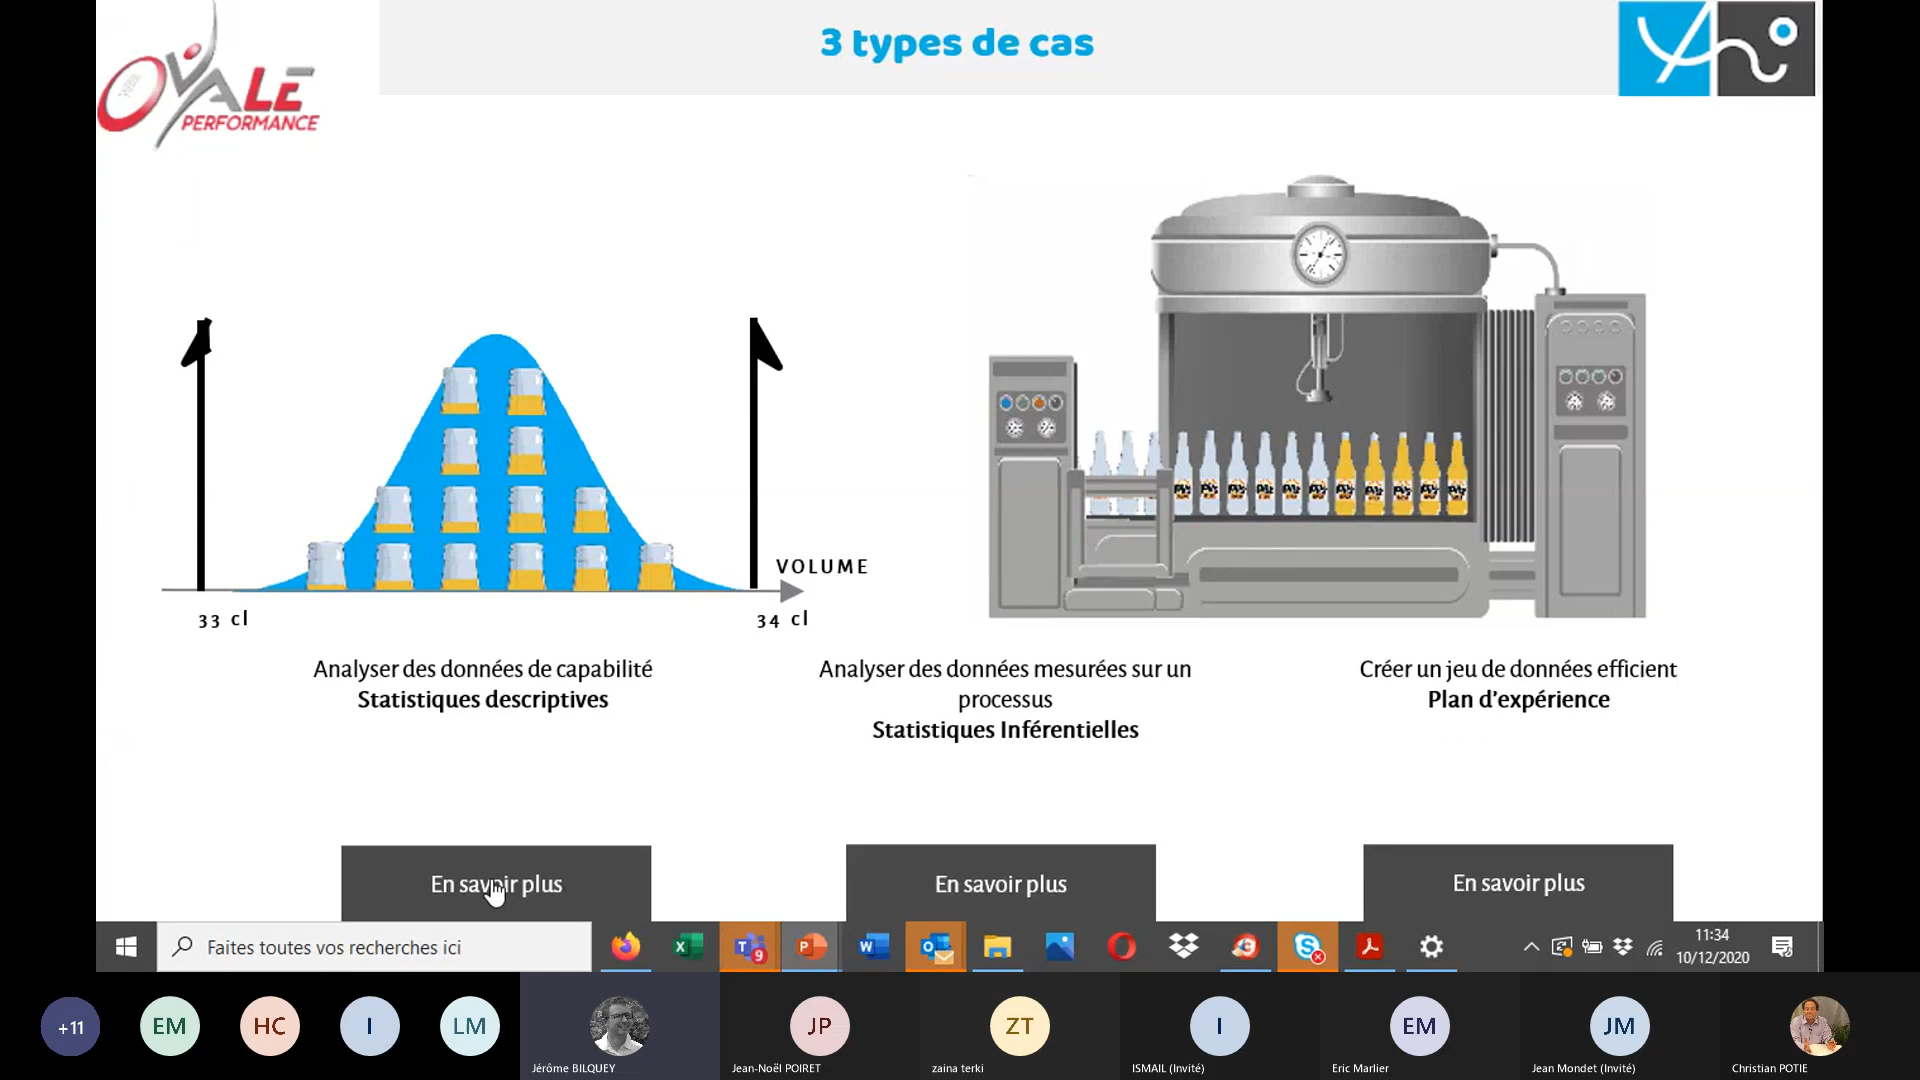 3 types de cas
OVALE
PERFORMANCE
VOLUME
33 cl
34 cl
Analyser des données de capabilité
Statistiques descriptives
Analyser des données mesurées sur un
processus
Statistiques Inférentielles
Créer un jeu de données efficient
Plan d'expérience
En savoir plus
En savoir plus
En savoir plus
Faites toutes vos recherches ici
9
11:34
10/12/2020
+11
EM
HC
I
LM
JP
ZT
I
EM
JM
Jérôme BILQUEY
Jean-Noël POIRET
zaina terki
ISMAIL (Invité)
Eric Marlier
Jean Mondet (Invité)
Christian POTIE